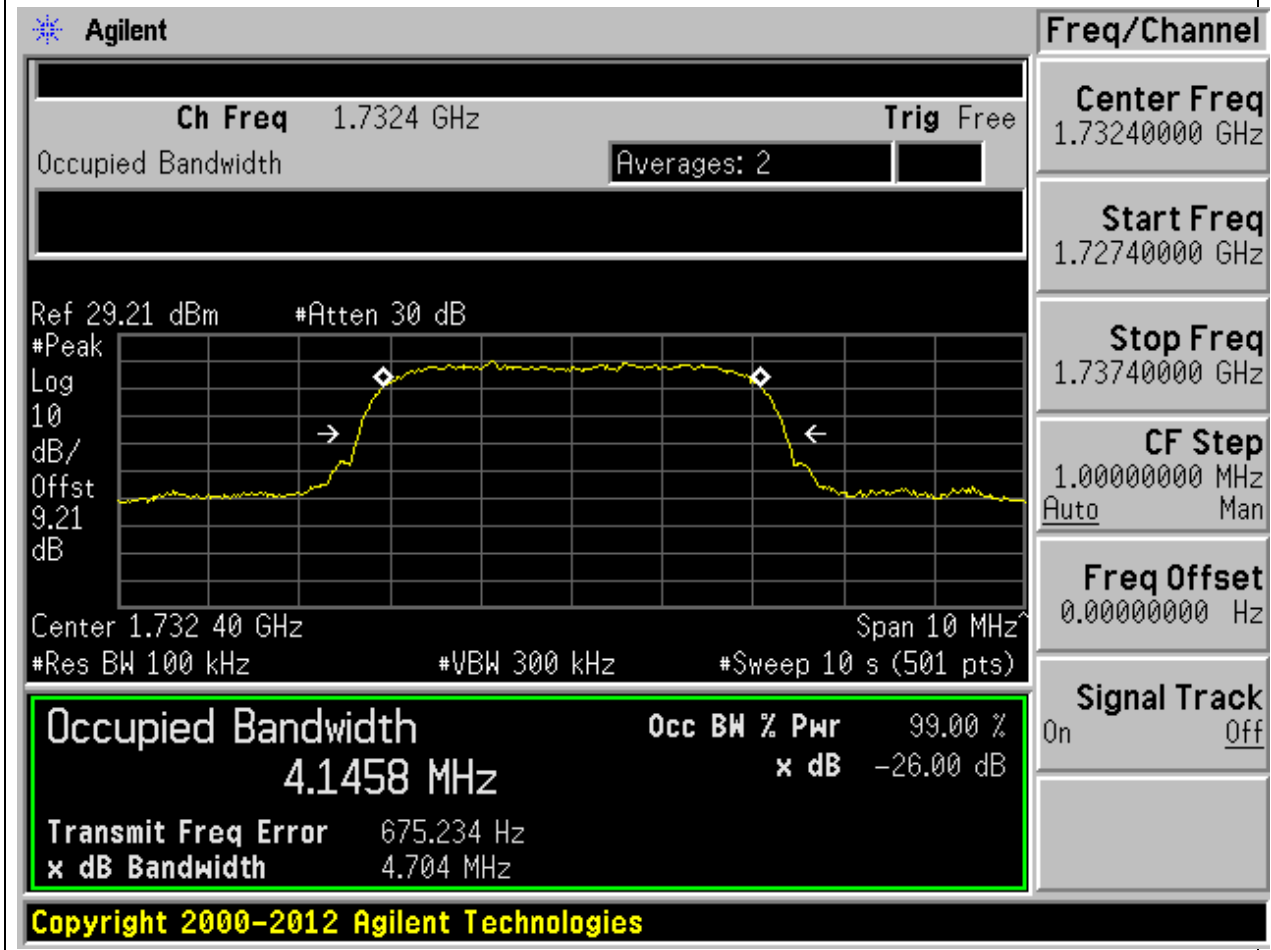 Agilent
Freq/Channel
Ch Freq 1.7324 GHz Trig Free
Occupied Bandwidth Averages: 2
Center Freq
1.73240000 GHz
Start Freq
1.72740000 GHz
Stop Freq
1.73740000 GHz
CF Step
1.00000000 MHz
Auto Man
Freq Offset
0.00000000 Hz
Signal Track
On Off
Ref 29.21 dBm #Atten 30 dB
#Peak
Log
10
dB/
Offst
9.21
dB
Center 1.732 40 GHz Span 10 MHz^
#Res BW 100 kHz #VBW 300 kHz #Sweep 10 s (501 pts)
Occupied Bandwidth Occ BW % Pwr 99.00 %
4.1458 MHz x dB -26.00 dB
Transmit Freq Error 675.234 Hz
x dB Bandwidth 4.704 MHz
Copyright 2000-2012 Agilent Technologies